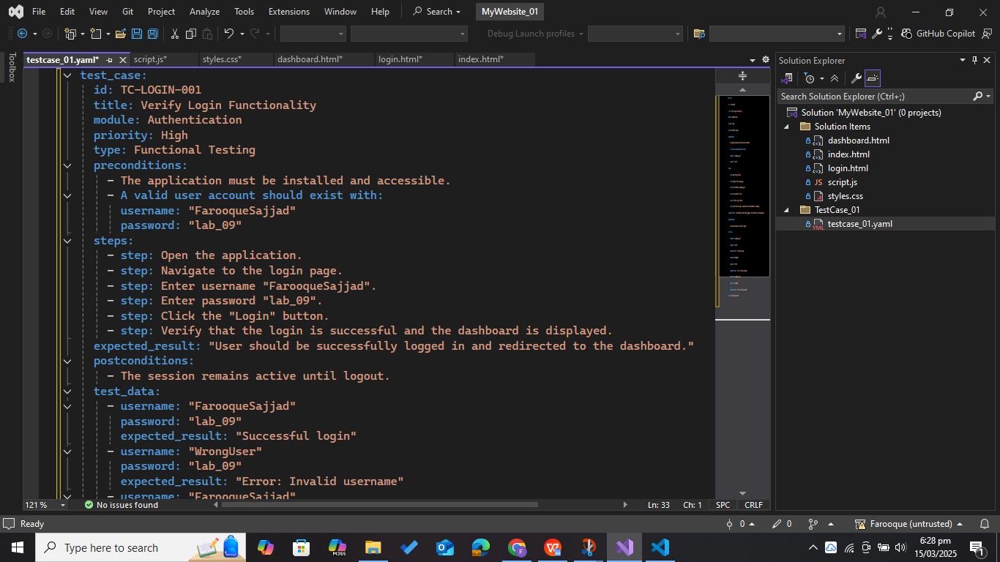 File Edit View Git Project Analyze Tools Extensions Window Help Search MyWebsite_01
Debug Launch profiles GitHub Copilot
Toolbox
testcase_01.yaml* script.js* styles.css* dashboard.html* login.html* index.html*
test_case:
id: TC-LOGIN-001
title: Verify Login Functionality
module: Authentication
priority: High
type: Functional Testing
preconditions:
- The application must be installed and accessible.
- A valid user account should exist with:
username: "FarooqueSajjad"
password: "lab_09"
steps:
- step: Open the application.
- step: Navigate to the login page.
- step: Enter username "FarooqueSajjad".
- step: Enter password "lab_09".
- step: Click the "Login" button.
- step: Verify that the login is successful and the dashboard is displayed.
expected_result: "User should be successfully logged in and redirected to the dashboard."
postconditions:
- The session remains active until logout.
test_data:
- username: "FarooqueSajjad"
password: "lab_09"
expected_result: "Successful login"
- username: "WrongUser"
password: "lab_09"
expected_result: "Error: Invalid username"
- username: "FarooqueSajjad"
121 % No issues found Ln: 33 Ch: 1 SPC CRLF
Solution Explorer
Search Solution Explorer (Ctrl+;)
Solution 'MyWebsite_01' (0 projects)
Solution Items
dashboard.html
index.html
login.html
JS script.js
styles.css
TestCase_01
YML testcase_01.yaml
Ready 0 0 Farooque (untrusted)
Type here to search M365 F W 6:28 pm
15/03/2025 1